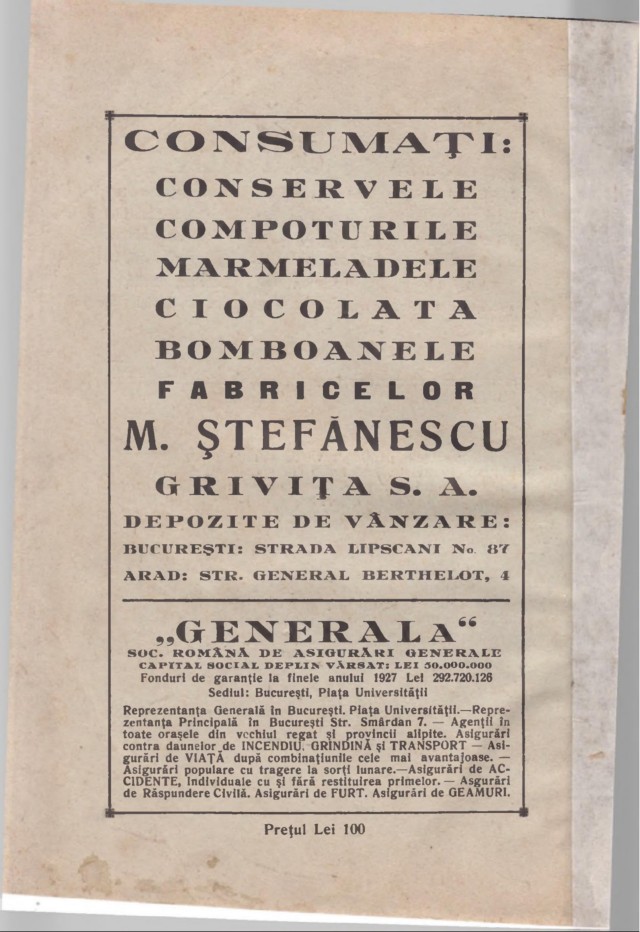 CONSUMAŢI:
CONSERVELE
COMPOTURILE
MARMELADELE
CIOCOLATA
BOMBOANELE
FABRICELOR
M. ŞTEFĂNESCU
GRIVIŢA S. A.
DEPOZITE DE VÂNZARE:
BUCUREŞTI: STRADA LIPSCANI No. 87
ARAD: STR. GENERAL BERTHELOT, 4
„GENERALA“
SOC. ROMÂNĂ DE ASIGURĂRI GENERALE
CAPITAL SOCIAL DEPLIN VĂRSAT: LEI 50.000.000
Fonduri de garanţie la finele anului 1927 Lei 292.720.126
Sediul: Bucureşti, Piaţa Universităţii
Reprezentanţa Generală în Bucureşti. Piaţa Universităţii.—Repre-
zentanţa Principală în Bucureşti Str. Smârdan 7. — Agenţii în
toate oraşele din vechiul regat şi provincii alipite. Asigurări
contra daunelor de INCENDIU. GRINDINĂ şi TRANSPORT — Asi-
gurări de VIAŢĂ după combinaţiunile cele mai avantajoase. —
Asigurări populare cu tragere la sorţi lunare.—Asigurări de AC-
CIDENTE, Individuale cu şi fără restituirea primelor. — Asgurări
de Răspundere Civilă. Asigurări de FURT. Asigurări de GEAMURI.
Preţul Lei 100